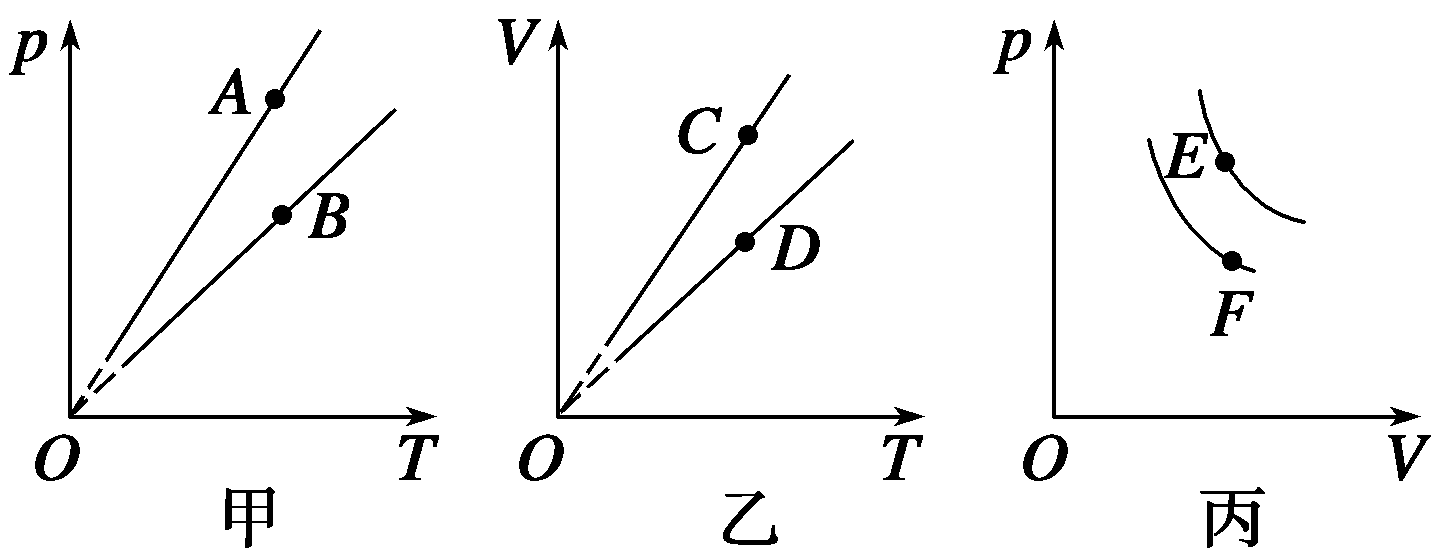 p A B O T 甲
V C D O T 乙
p E F O V 丙